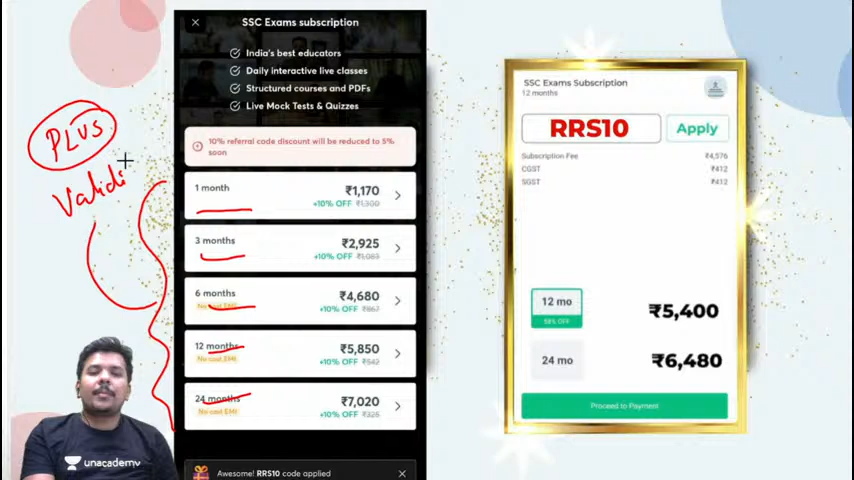 SSC Exams subscription
India's best educators
Daily interactive live classes
Structured courses and PDFs
Live Mock Tests & Quizzes
10% referral code discount will be reduced to 5%
soon
1 month
₹1,170
+10% OFF ₹1,300
3 months
₹2,925
+10% OFF ₹1,083
6 months
No cost EMI
₹4,680
+10% OFF ₹867
12 months
No cost EMI
₹5,850
+10% OFF ₹542
24 months
No cost EMI
₹7,020
+10% OFF ₹325
Awesome! RRS10 code applied
PLUS
Validi
unacademy
SSC Exams Subscription
12 months
RRS10
Apply
Subscription Fee ₹4,576
CGST ₹412
SGST ₹412
12 mo
₹5,400
24 mo
₹6,480
Proceed to Payment